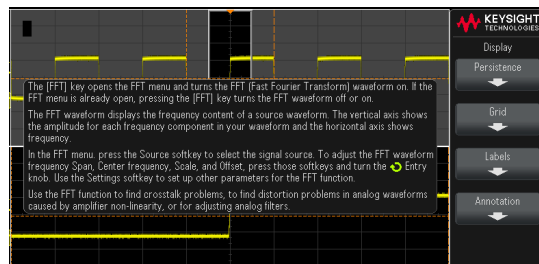 KEYSIGHT
TECHNOLOGIES
Display
Persistence
Grid
Labels
Annotation
The [FFT] key opens the FFT menu and turns the FFT (Fast Fourier Transform) waveform on. If the
FFT menu is already open, pressing the [FFT] key turns the FFT waveform off or on.
The FFT waveform displays the frequency content of a source waveform. The vertical axis shows
the amplitude for each frequency component in your waveform and the horizontal axis shows
frequency.
In the FFT menu. press the Source softkey to select the signal source. To adjust the FFT waveform
frequency Span, Center frequency, Scale, and Offset, press those softkeys and turn the Entry
knob. Use the Settings softkey to set up other parameters for the FFT function.
Use the FFT function to find crosstalk problems, to find distortion problems in analog waveforms
caused by amplifier non-linearity, or for adjusting analog filters.